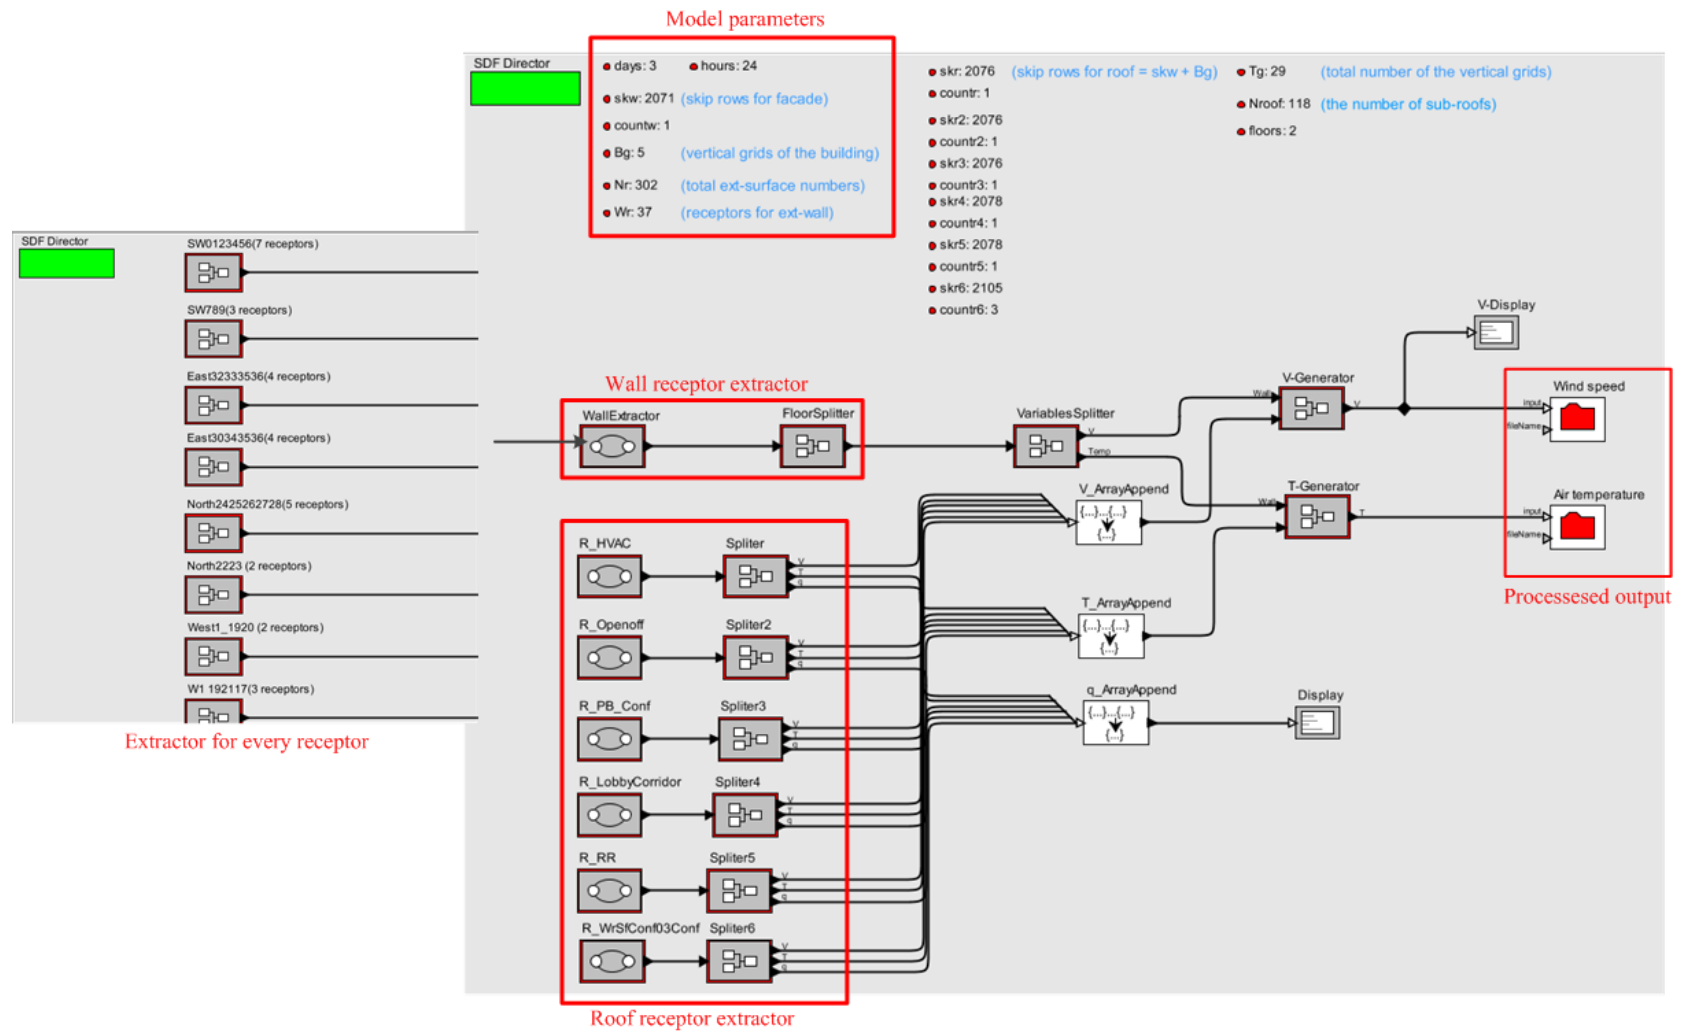 Model parameters
SDF Director
days: 3 hours: 24
skw: 2071 (skip rows for facade)
countw: 1
Bg: 5 (vertical grids of the building)
Nr: 302 (total ext-surface numbers)
Wr: 37 (receptors for ext-wall)
skr: 2076 (skip rows for roof = skw + Bg)
countr: 1
skr2: 2076
countr2: 1
skr3: 2076
countr3: 1
skr4: 2078
countr4: 1
skr5: 2078
countr5: 1
skr6: 2105
countr6: 3
Tg: 29 (total number of the vertical grids)
Nroof: 118 (the number of sub-roofs)
floors: 2
SDF Director
SW0123456(7 receptors)
SW789(3 receptors)
East32333536(4 receptors)
East30343536(4 receptors)
North2425262728(5 receptors)
North2223 (2 receptors)
West1_1920 (2 receptors)
W1 192117(3 receptors)
Extractor for every receptor
Wall receptor extractor
WallExtractor
FloorSplitter
VariablesSplitter
V
Temp
V-Generator
Wall
V
V-Display
Wind speed
input
fileName
T-Generator
Wall
T
Air temperature
input
fileName
Processesed output
V_ArrayAppend
{...}...{...}
{...}
T_ArrayAppend
{...}...{...}
{...}
q_ArrayAppend
{...}...{...}
{...}
Display
R_HVAC
Spliter
V
T
q
R_Openoff
Spliter2
V
T
q
R_PB_Conf
Spliter3
V
T
q
R_LobbyCorridor
Spliter4
V
T
q
R_RR
Spliter5
V
T
q
R_WrSfConf03Conf
Spliter6
V
T
q
Roof receptor extractor